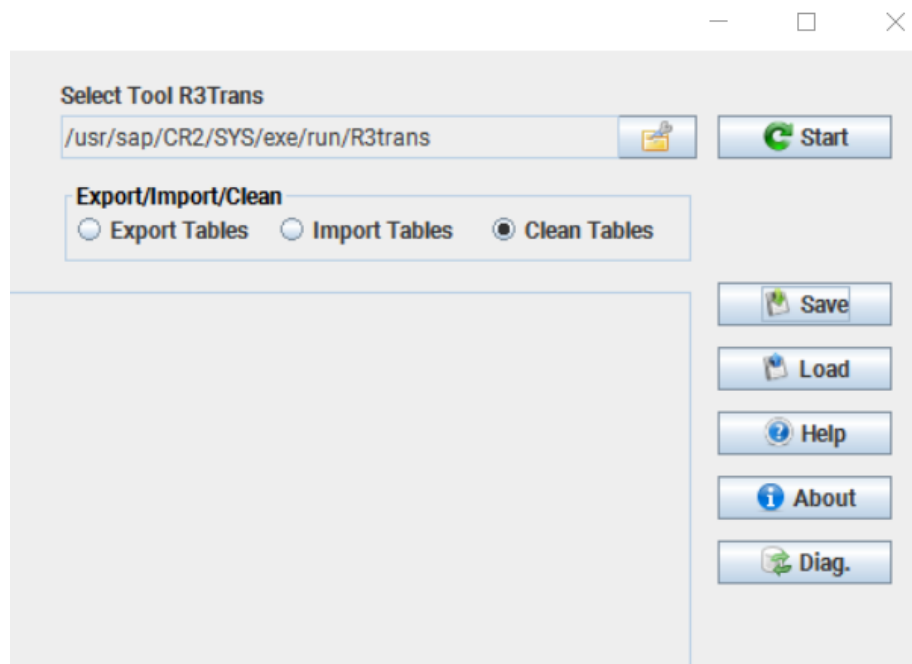 Select Tool R3Trans
/usr/sap/CR2/SYS/exe/run/R3trans
Start
Export/Import/Clean
Export Tables Import Tables Clean Tables
Save
Load
Help
About
Diag.